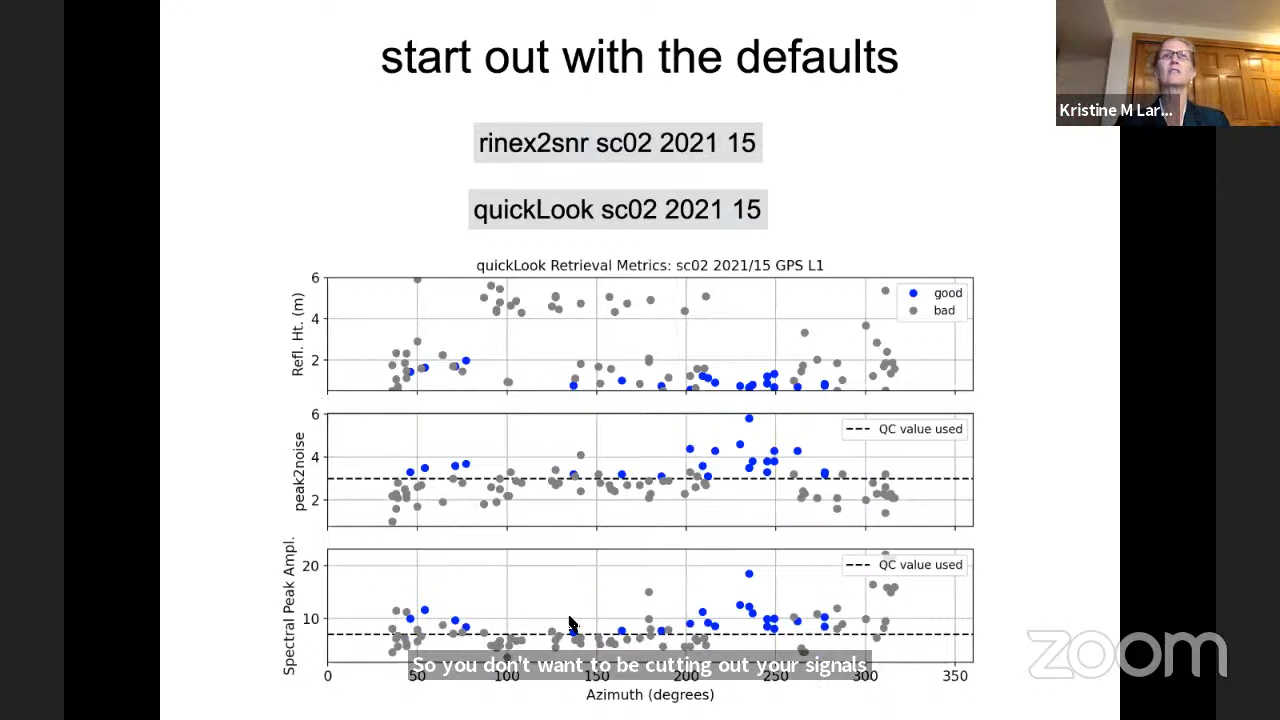 start out with the defaults
Kristine M Lar...
rinex2snr sc02 2021 15
quickLook sc02 2021 15
quickLook Retrieval Metrics: sc02 2021/15 GPS L1
Refl. Ht. (m)
6
4
2
good
bad
peak2noise
6
4
2
QC value used
Spectral Peak Ampl.
20
10
QC value used
So you don't want to be cutting out your signals
0
50
100
150
200
250
300
350
Azimuth (degrees)
zoom